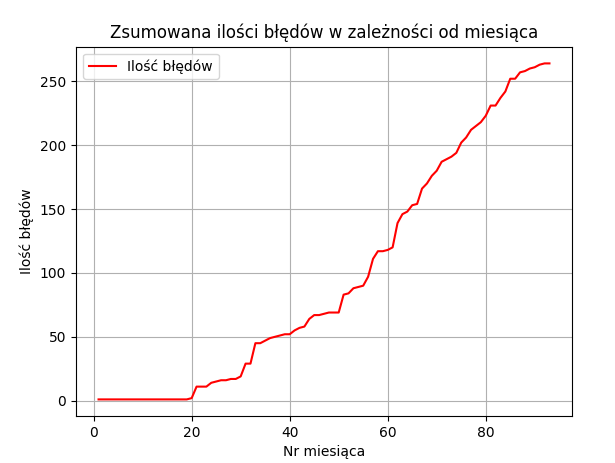 Zsumowana ilości błędów w zależności od miesiąca
Ilość błędów
Ilość błędów
250
200
150
100
50
0
0 20 40 60 80
Nr miesiąca